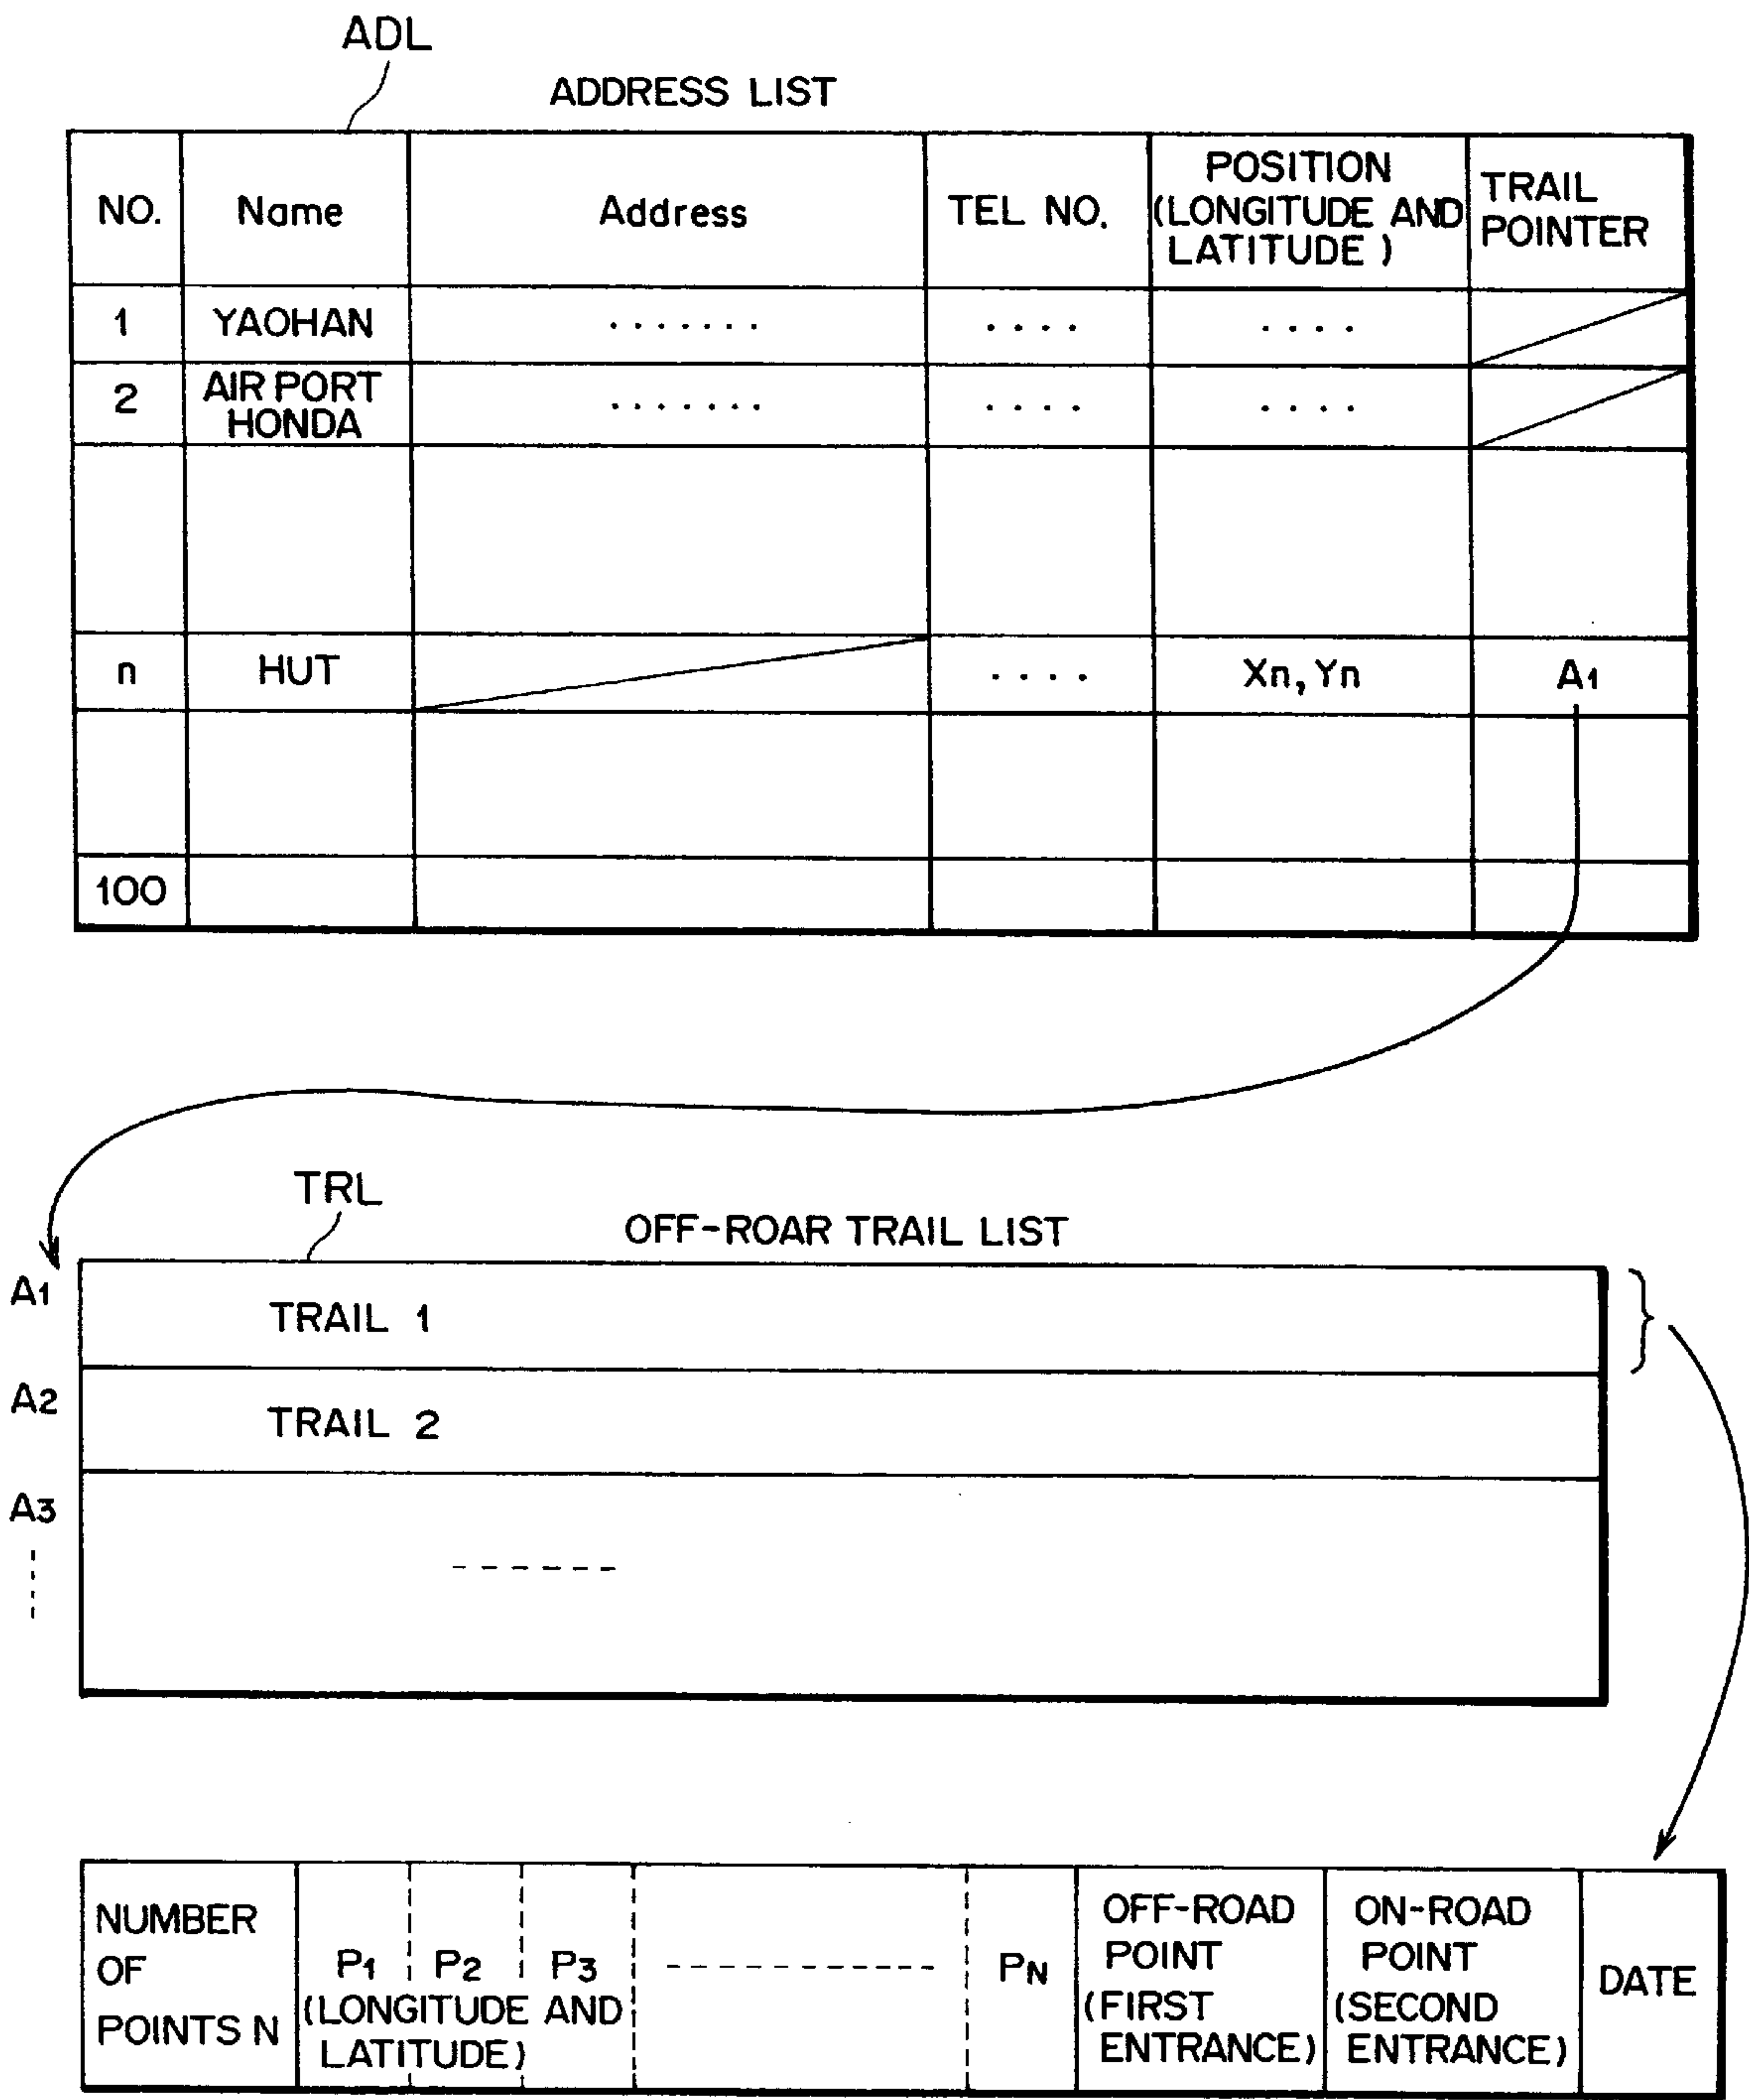 ADL
ADDRESS LIST
NO. Name Address TEL NO. POSITION (LONGITUDE AND LATITUDE) TRAIL POINTER
1 YAOHAN ....... .... ....
2 AIR PORT HONDA ....... .... ....
n HUT .... Xn, Yn A1
100
TRL
OFF-ROAR TRAIL LIST
A1 TRAIL 1
A2 TRAIL 2
A3
NUMBER OF POINTS N P1 P2 P3 (LONGITUDE AND LATITUDE) PN OFF-ROAD POINT (FIRST ENTRANCE) ON-ROAD POINT (SECOND ENTRANCE) DATE